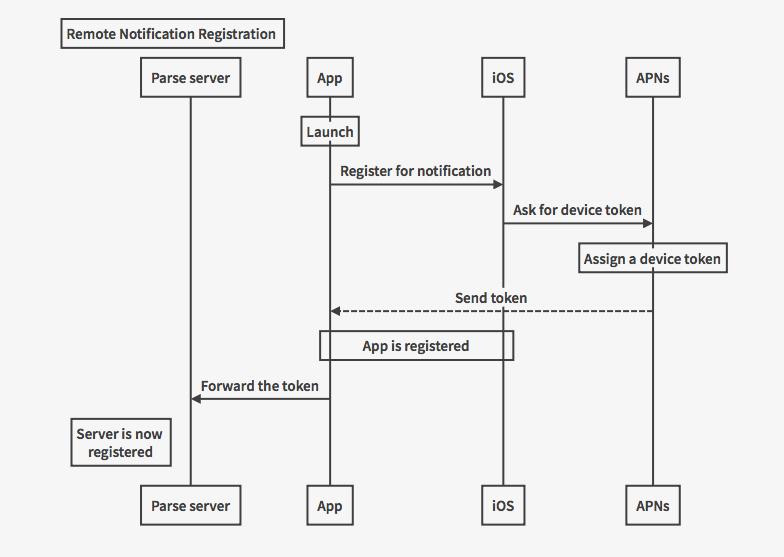 Remote Notification Registration
Parse server
App
iOS
APNs
Launch
Register for notification
Ask for device token
Assign a device token
Send token
App is registered
Forward the token
Server is now
registered
Parse server
App
iOS
APNs